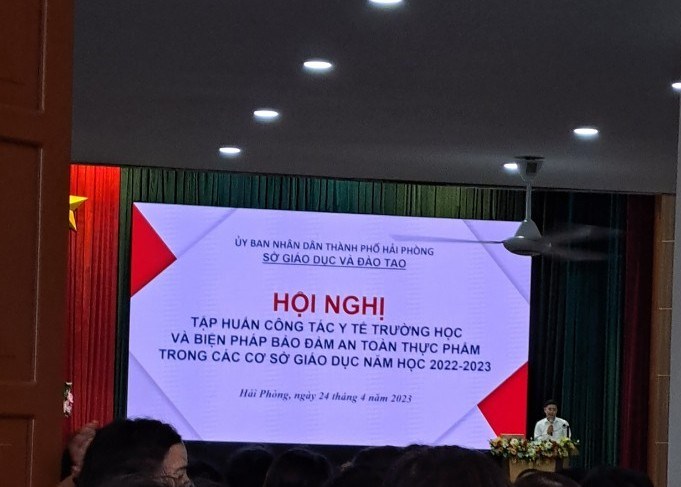 ỦY BAN NHÂN DÂN THÀNH PHỐ HẢI PHÒNG
SỞ GIÁO DỤC VÀ ĐÀO TẠO
HỘI NGHỊ
TẬP HUẤN CÔNG TÁC Y TẾ TRƯỜNG HỌC
VÀ BIỆN PHÁP BẢO ĐẢM AN TOÀN THỰC PHẨM
TRONG CÁC CƠ SỞ GIÁO DỤC NĂM HỌC 2022-2023
Hải Phòng, ngày 24 tháng 4 năm 2023